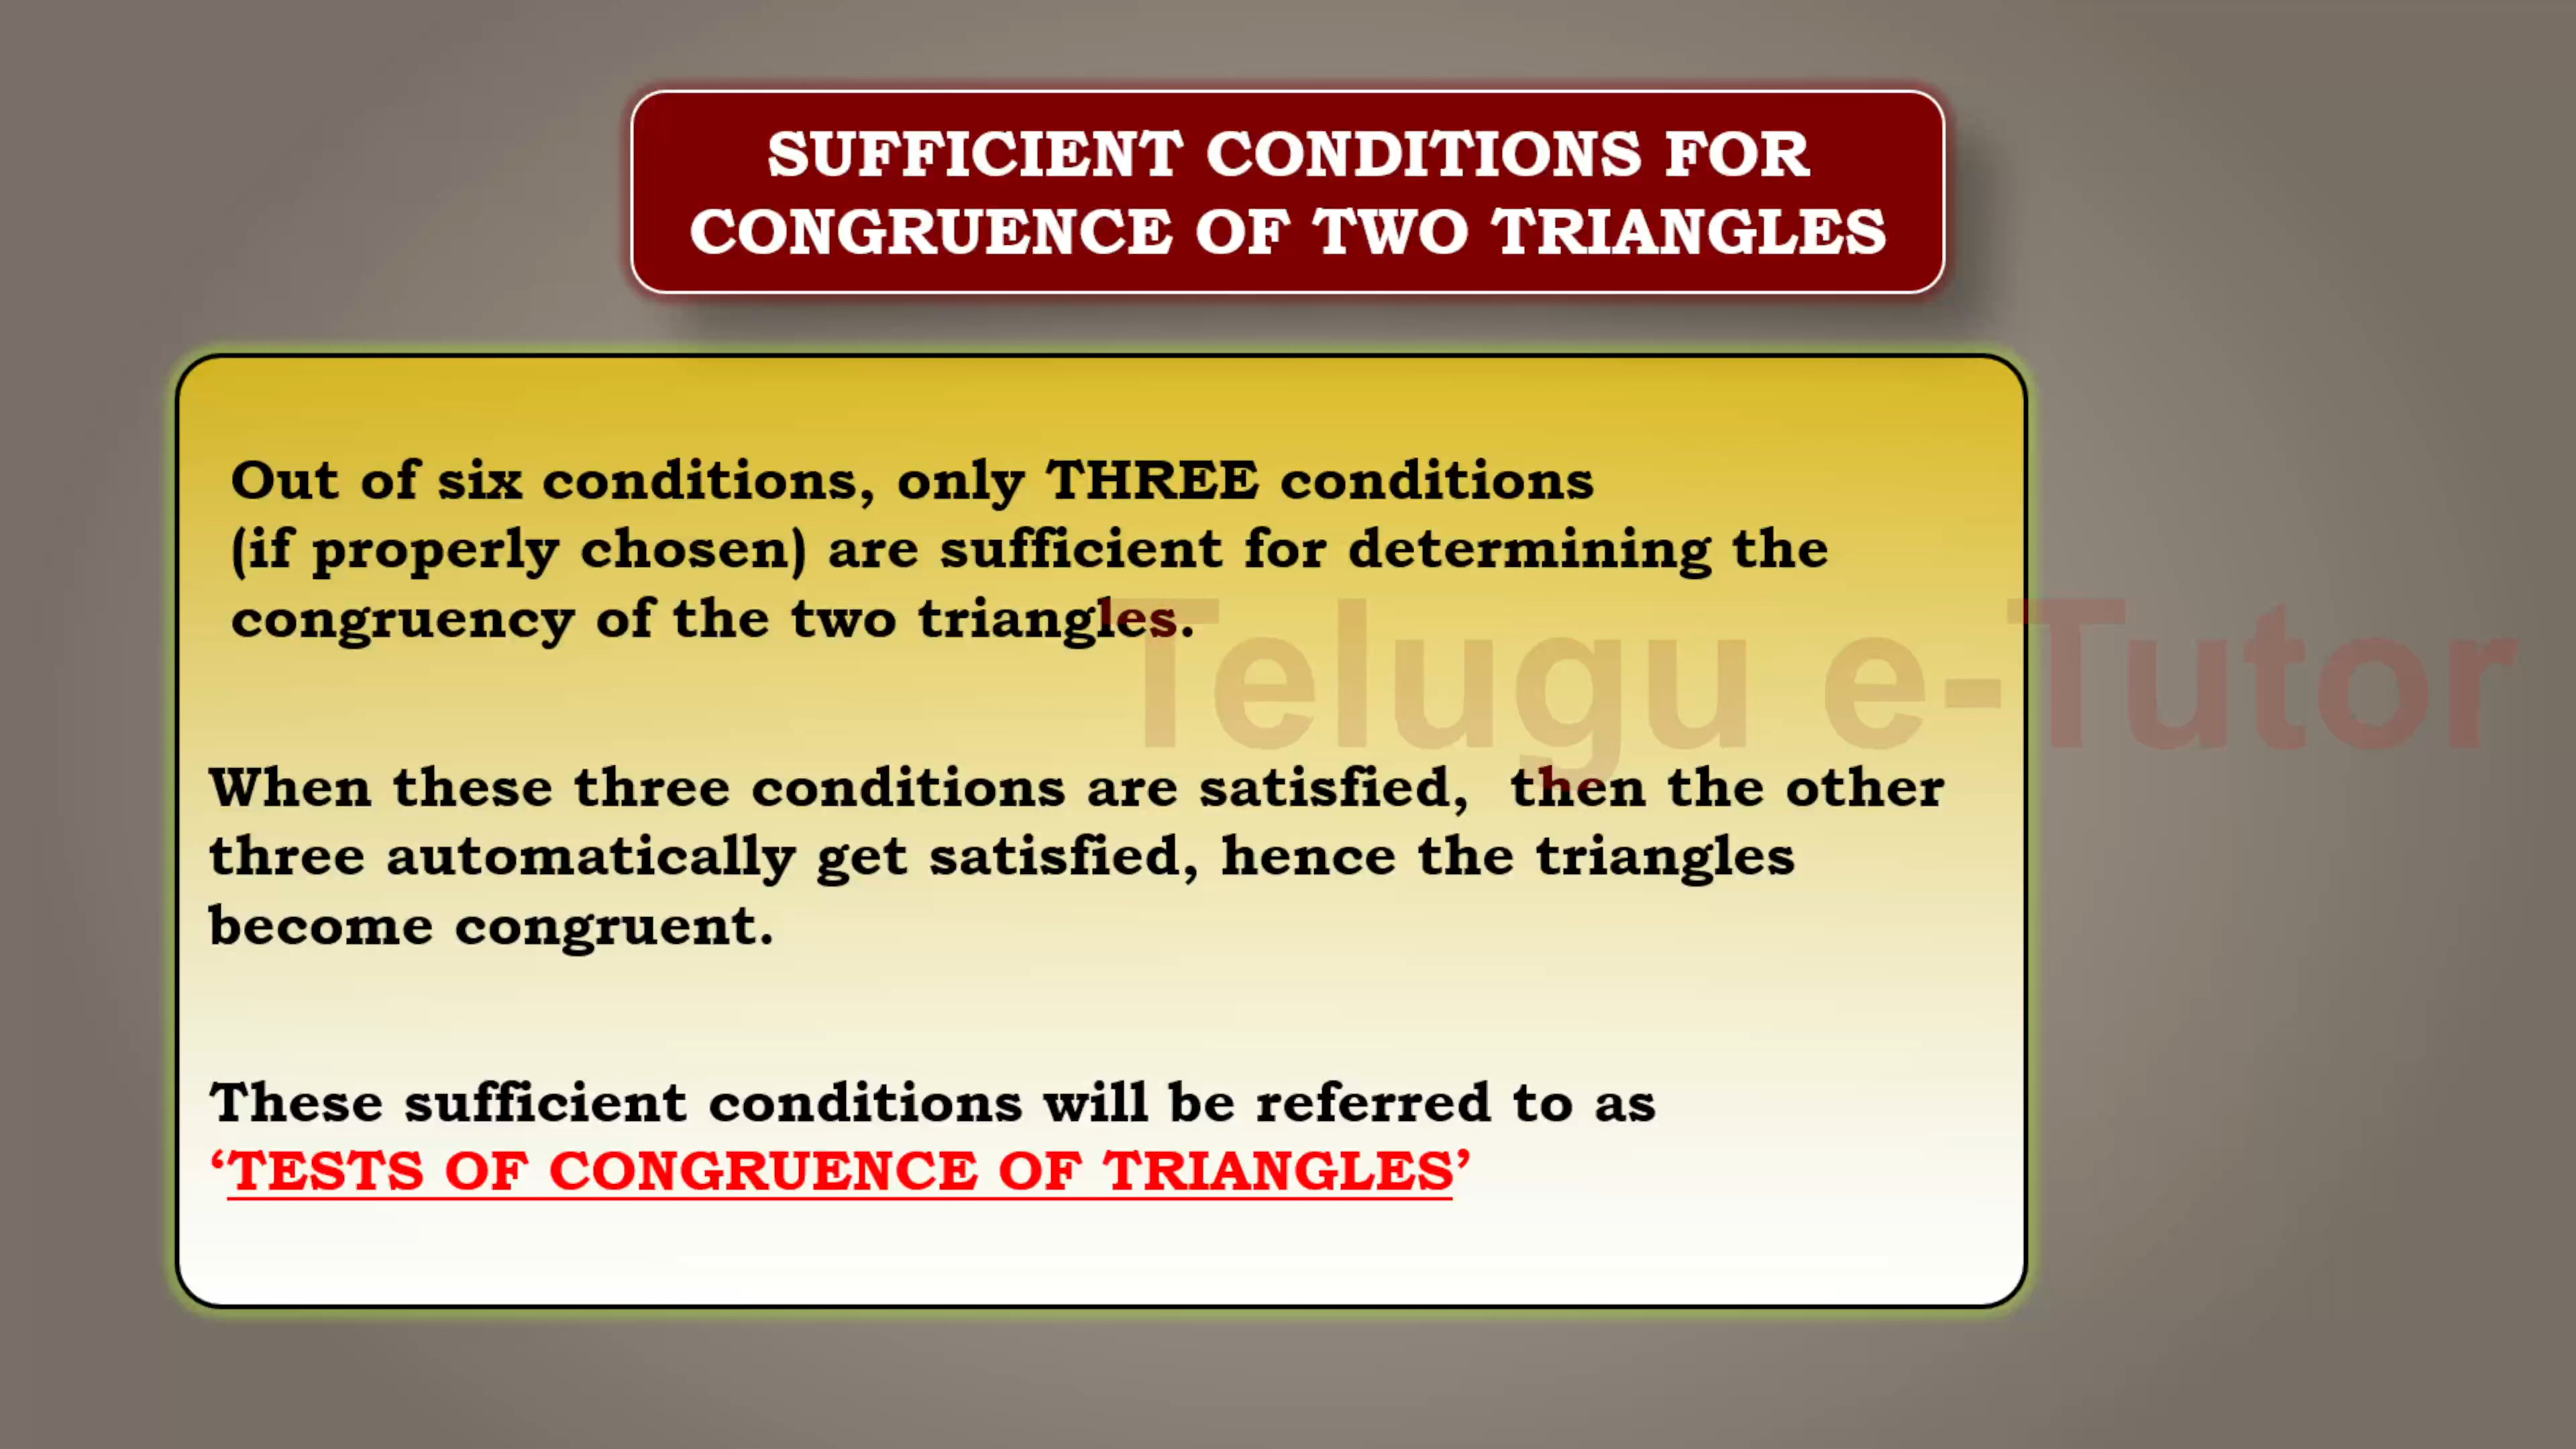 SUFFICIENT CONDITIONS FOR
CONGRUENCE OF TWO TRIANGLES
Out of six conditions, only THREE conditions
(if properly chosen) are sufficient for determining the
congruency of the two triangles.
Telugu e-Tutor
When these three conditions are satisfied, then the other
three automatically get satisfied, hence the triangles
become congruent.
These sufficient conditions will be referred to as
‘TESTS OF CONGRUENCE OF TRIANGLES’